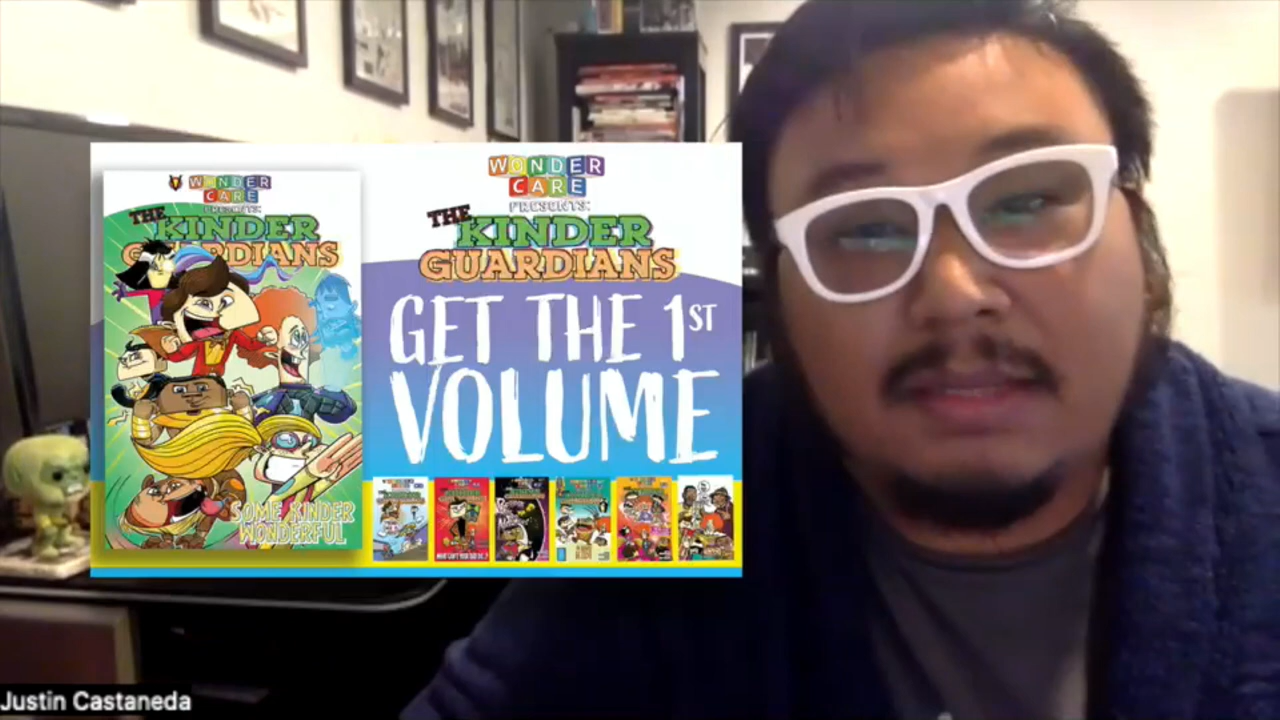 WONDER
CARE
PRESENTS:
THE
KINDER
GUARDIANS
SOME KINDER
WONDERFUL
WONDER
CARE
PRESENTS:
THE
KINDER
GUARDIANS
GET THE 1ST
VOLUME
Justin Castaneda